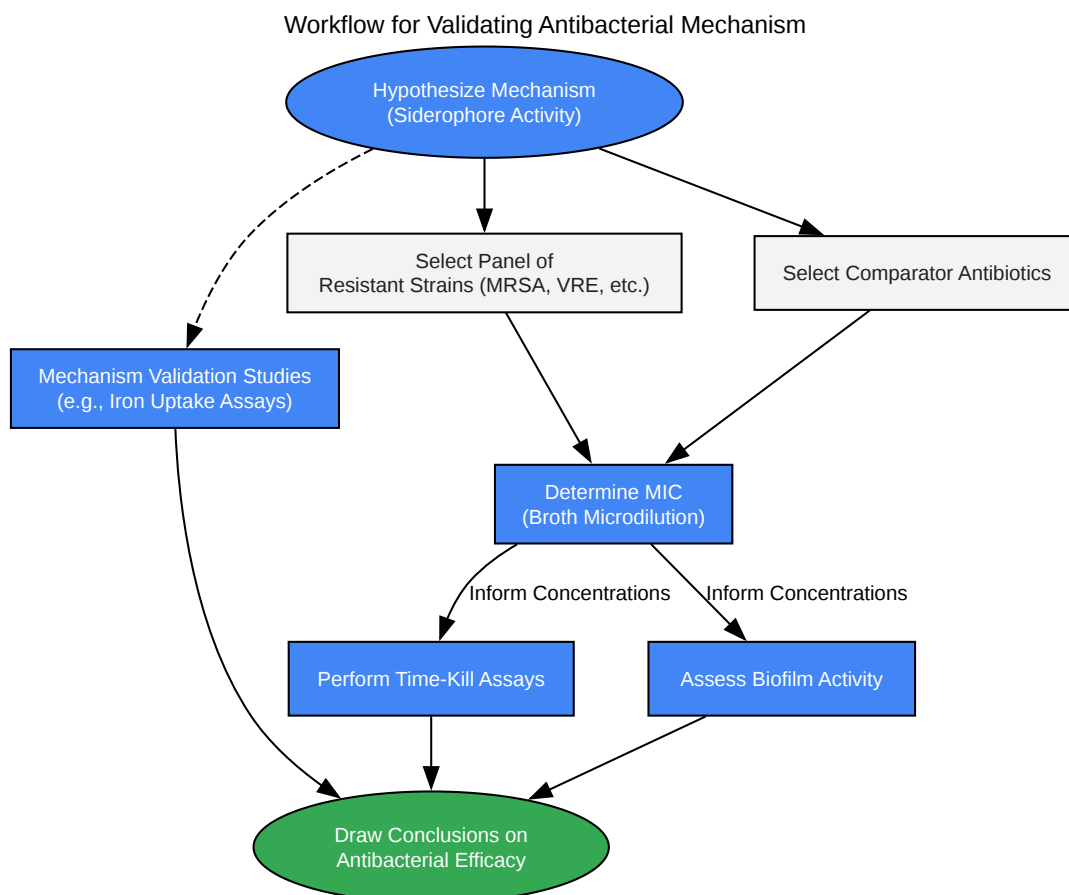 Workflow for Validating Antibacterial Mechanism
Hypothesize Mechanism
(Siderophore Activity)
Select Panel of
Resistant Strains (MRSA, VRE, etc.)
Select Comparator Antibiotics
Mechanism Validation Studies
(e.g., Iron Uptake Assays)
Determine MIC
(Broth Microdilution)
Inform Concentrations
Inform Concentrations
Perform Time-Kill Assays
Assess Biofilm Activity
Draw Conclusions on
Antibacterial Efficacy